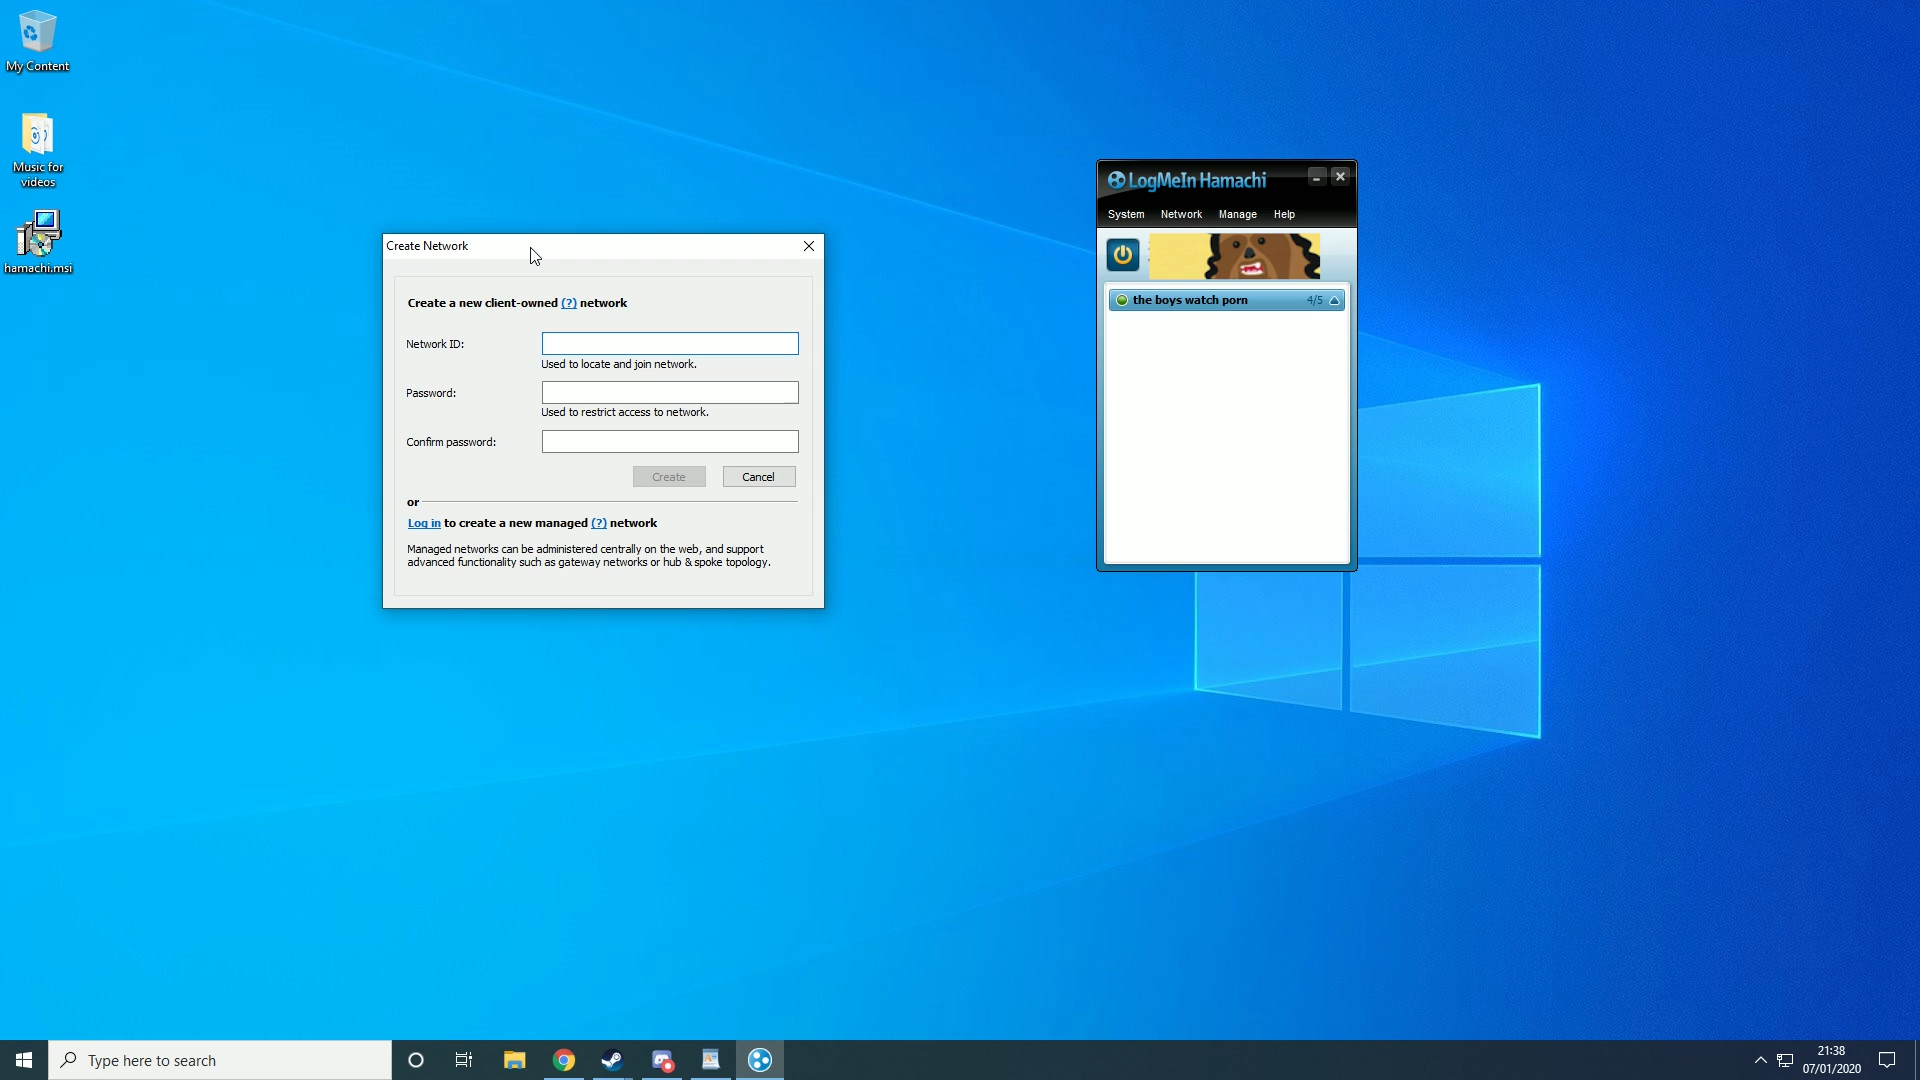 My Content
Music for
videos
hamachi.msi
Create Network
Create a new client-owned (?) network
Network ID:
Used to locate and join network.
Password:
Used to restrict access to network.
Confirm password:
Create
Cancel
or
Log in to create a new managed (?) network
Managed networks can be administered centrally on the web, and support
advanced functionality such as gateway networks or hub & spoke topology.
LogMeIn Hamachi
System
Network
Manage
Help
the boys watch porn
4/5
Type here to search
21:38
07/01/2020